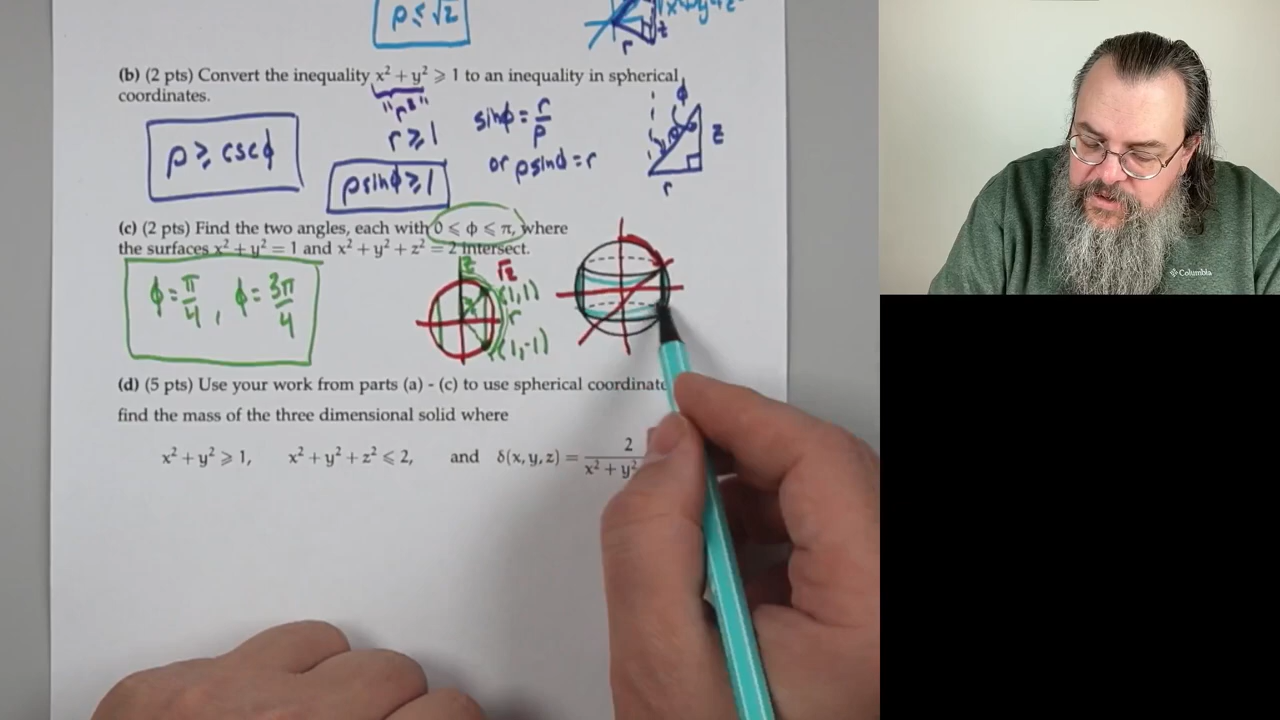 ρ ≤ √2
r
z
(b) (2 pts) Convert the inequality x² + y² ⩾ 1 to an inequality in spherical
coordinates.
"r²"
r ≥ 1
sinϕ = r/ρ
or ρsinϕ = r
ϕ
ρ
z
r
ρ ≥ cscϕ
ρsinϕ ≥ 1
(c) (2 pts) Find the two angles, each with 0 ⩽ ϕ ⩽ π, where
the surfaces x² + y² = 1 and x² + y² + z² = 2 intersect.
ϕ = π/4 , ϕ = 3π/4
z
√2
(1,1)
r
(1,-1)
(d) (5 pts) Use your work from parts (a) - (c) to use spherical coordinate
find the mass of the three dimensional solid where
x² + y² ⩾ 1, x² + y² + z² ⩽ 2, and δ(x, y, z) = 2 / x² + y²
Columbia